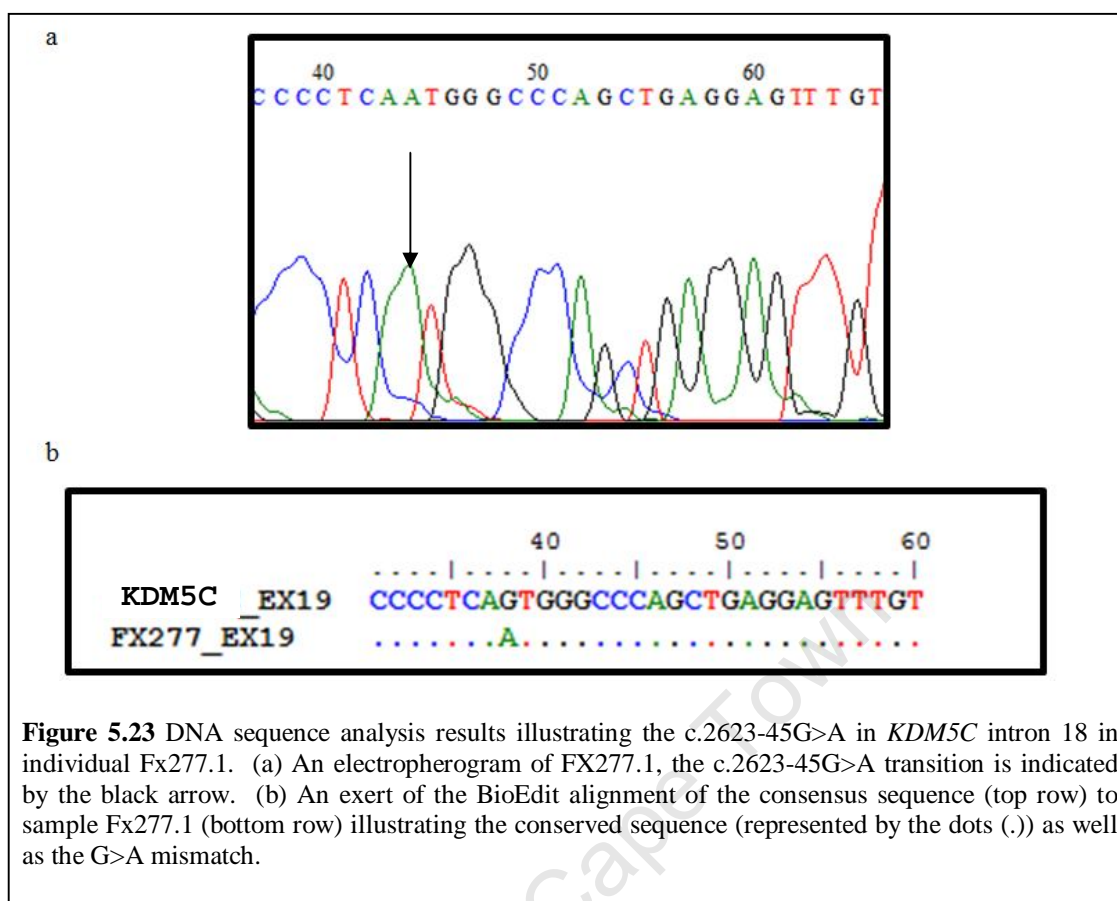 a
40 50 60
C C C C T C A A T G G G C C C A G C T G A G G A G T T T G T
b
40 50 60
. . . . | . . . . | . . . . | . . . . | . . . . | . . . . |
KDM5C _EX19 CCCCTCAGTGGGCCCAGCTGAGGAGTTTGT
FX277_EX19 .......A......................
Figure 5.23 DNA sequence analysis results illustrating the c.2623-45G>A in KDM5C intron 18 in
individual Fx277.1. (a) An electropherogram of FX277.1, the c.2623-45G>A transition is indicated
by the black arrow. (b) An exert of the BioEdit alignment of the consensus sequence (top row) to
sample Fx277.1 (bottom row) illustrating the conserved sequence (represented by the dots (.)) as well
as the G>A mismatch.
Cape Town